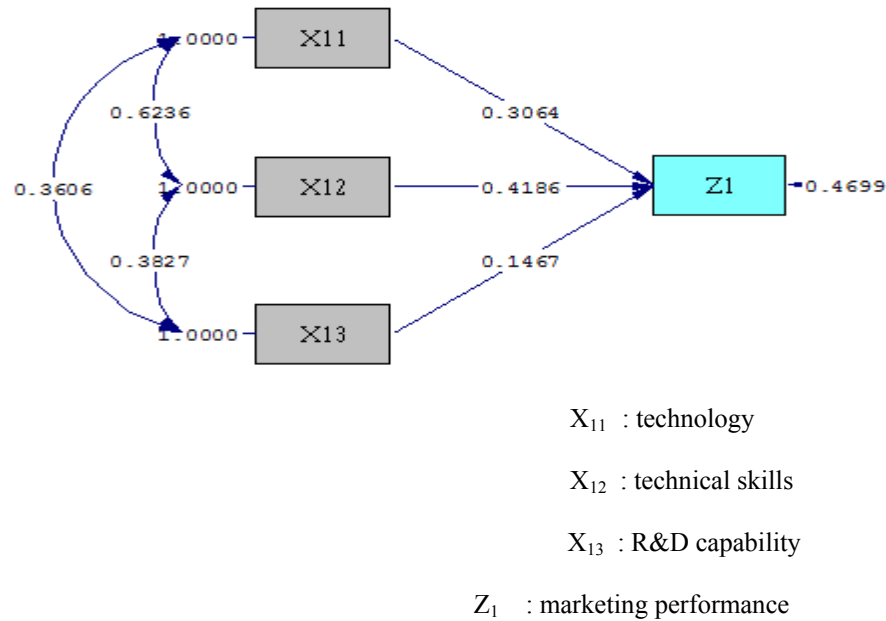 1.0000 X11
0.6236 0.3064
0.3606 1.0000 X12 0.4186 Z1 0.4699
0.3827 0.1467
1.0000 X13
X₁₁ : technology
X₁₂ : technical skills
X₁₃ : R&D capability
Z₁ : marketing performance